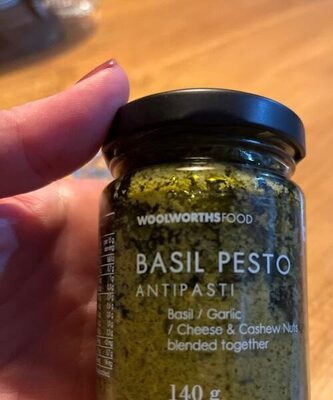 WOOLWORTHSFOOD
BASIL PESTO
ANTIPASTI
Basil / Garlic
/ Cheese & Cashew Nuts
blended together
140 g